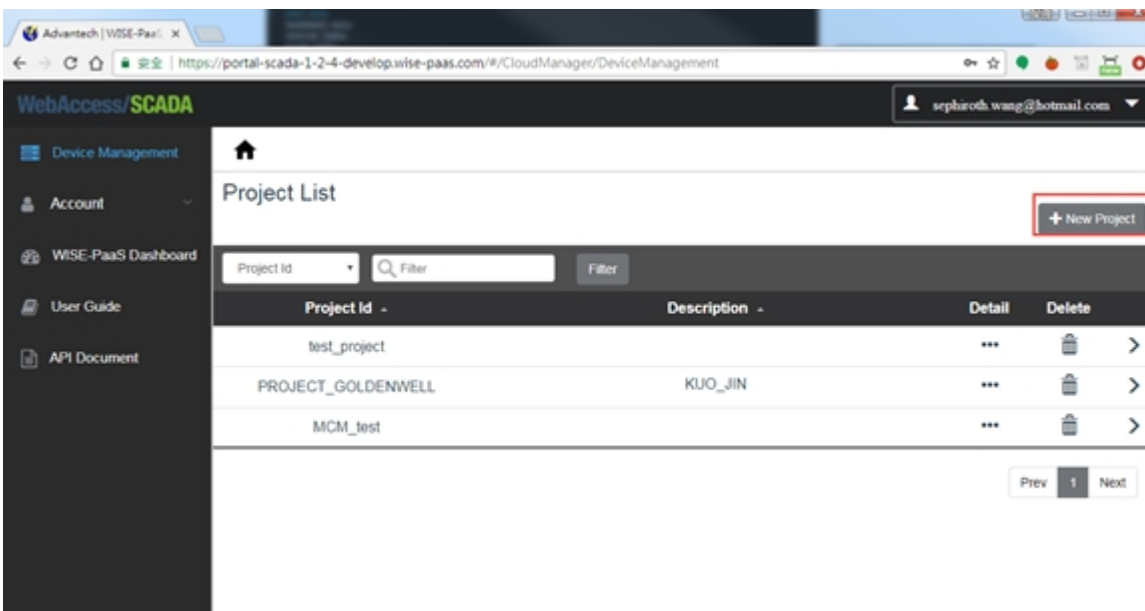 Advantech | WISE-PaaS
安全 | https://portal-scada-1-2-4-develop.wise-paas.com/#/CloudManager/DeviceManagement
WebAccess/SCADA
sephiroth.wang@hotmail.com
Device Management
Account
WISE-PaaS Dashboard
User Guide
API Document
Project List
+ New Project
Project Id
Filter
Filter
Project Id Description Detail Delete
test_project
PROJECT_GOLDENWELL KUO_JIN
MCM_test
Prev 1 Next